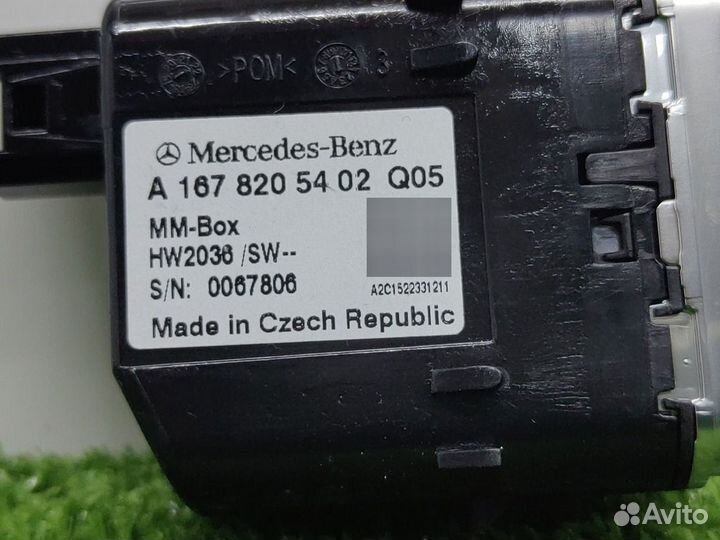 >POM< 3
Mercedes-Benz
A 167 820 54 02 Q05
MM-Box
HW2036 /SW--
S/N: 0067806
A2C1522331211
Made in Czech Republic
Avito